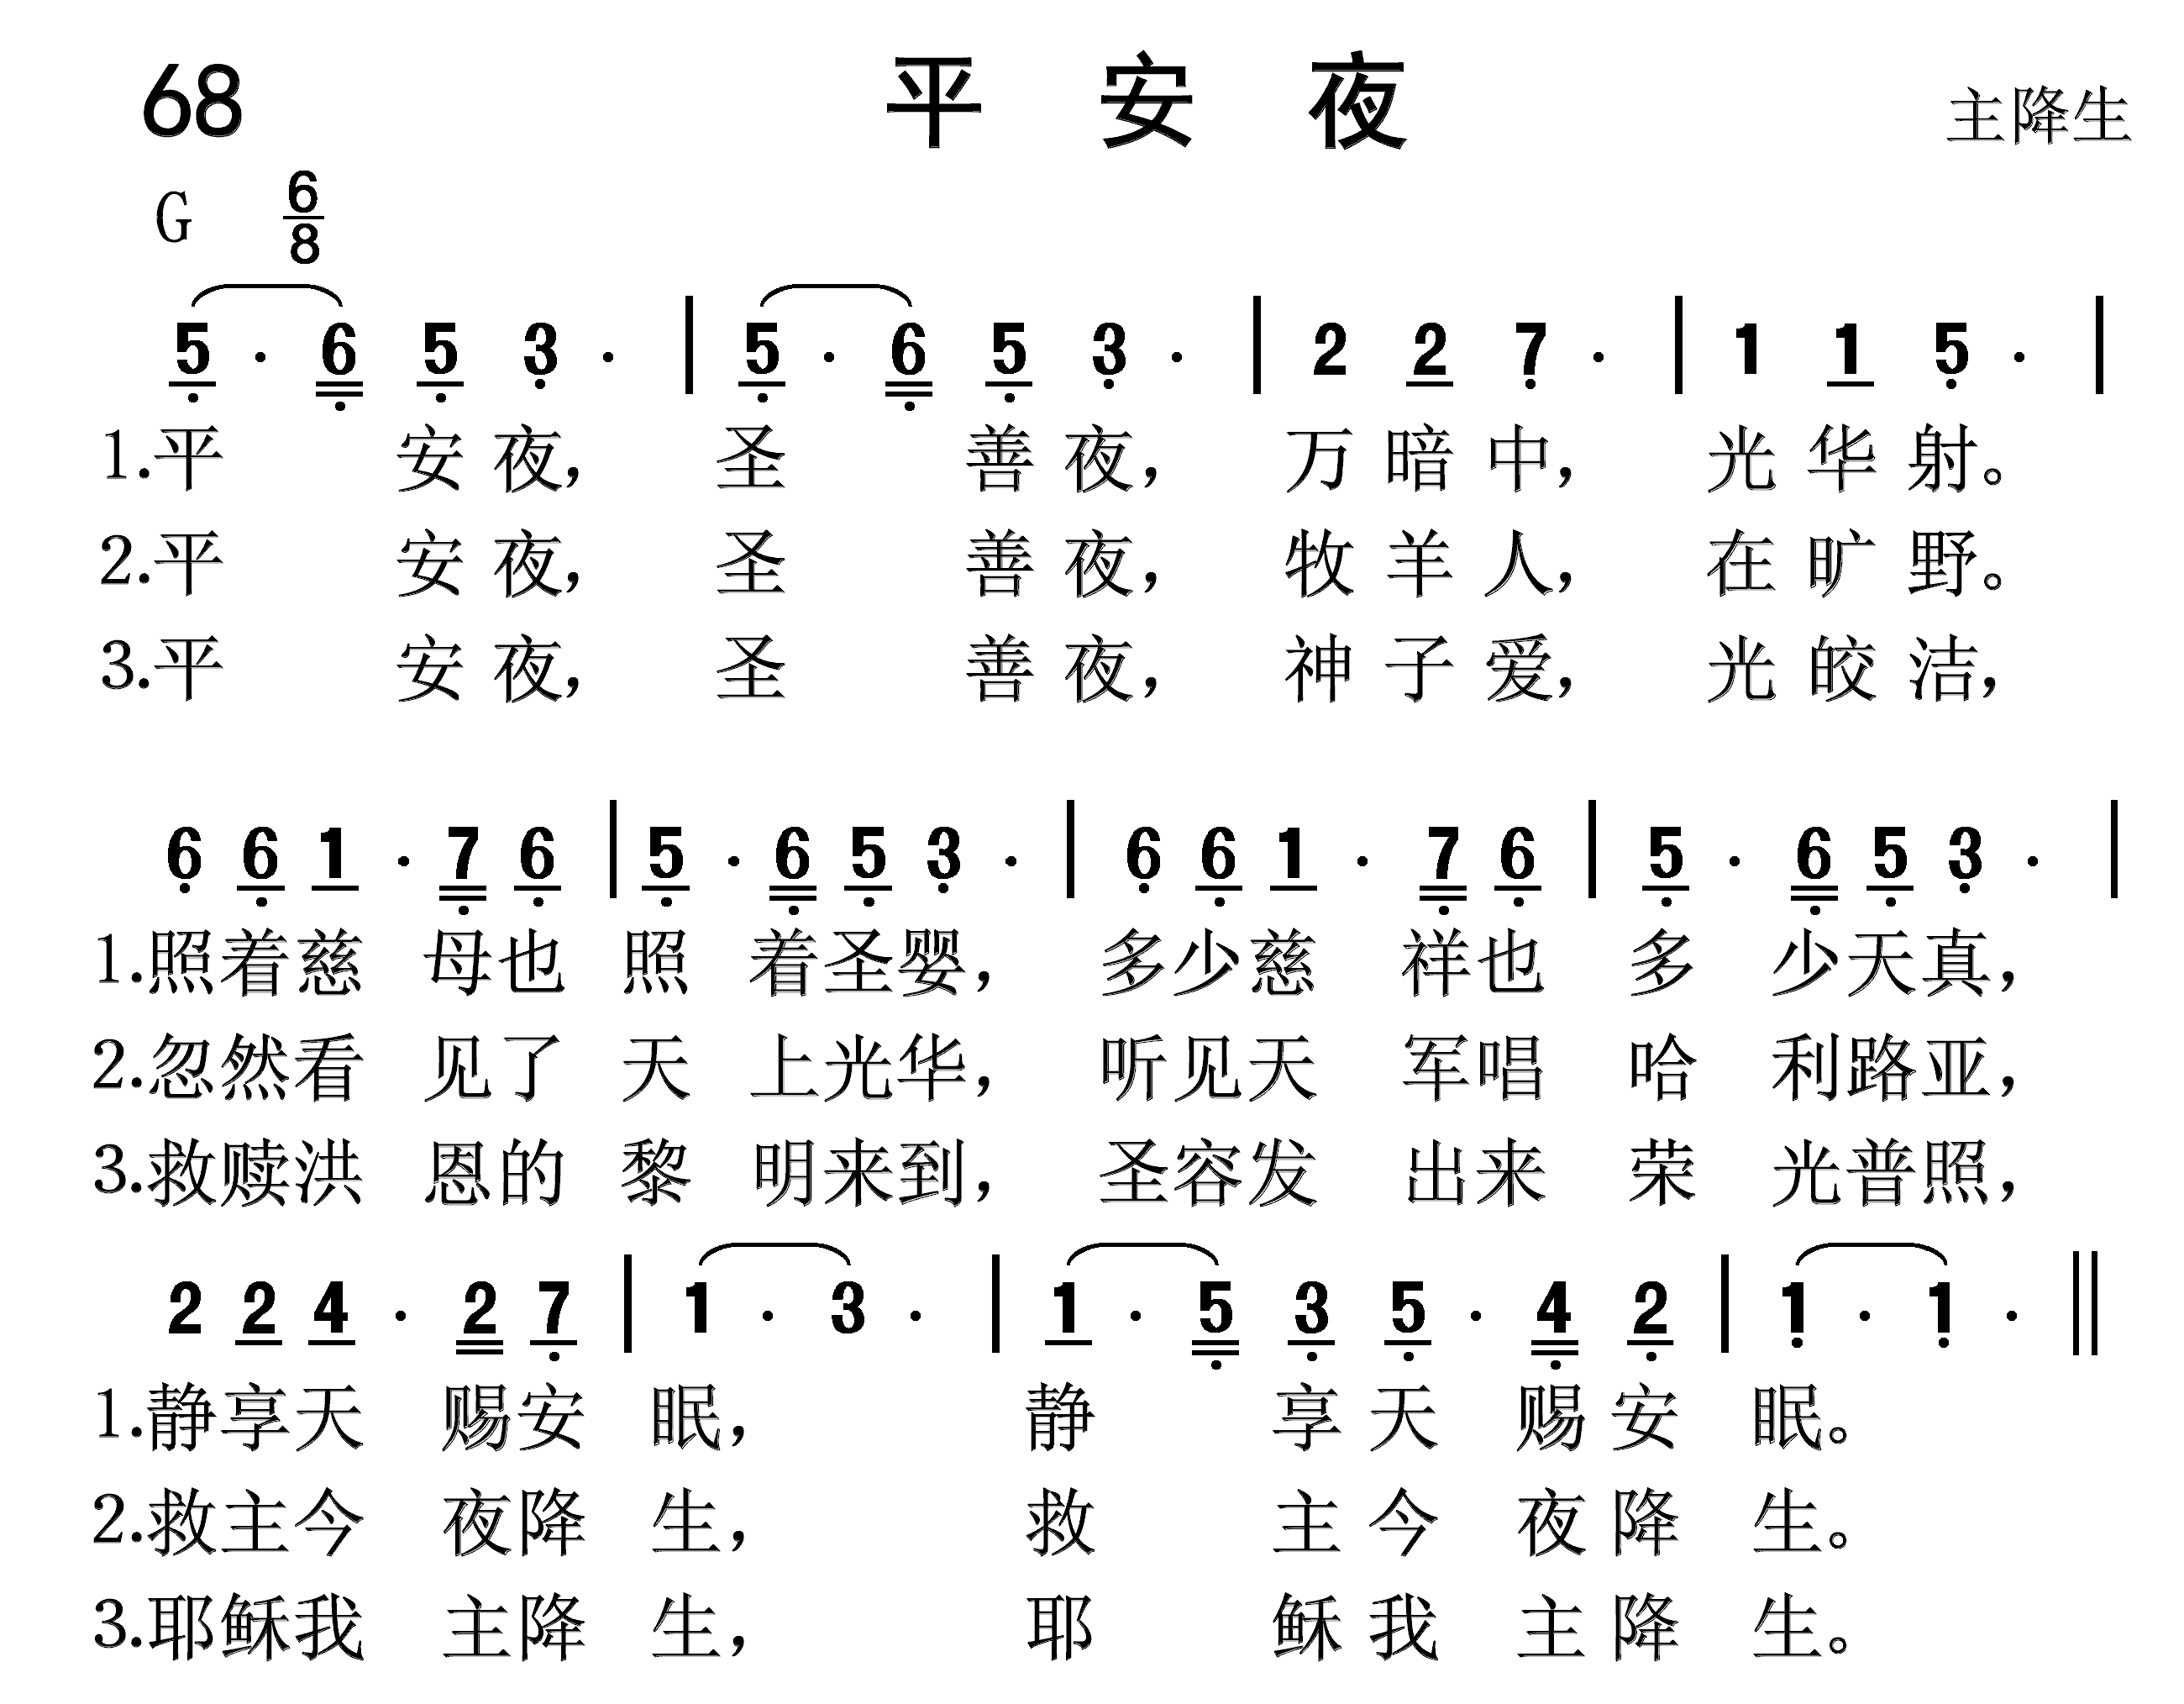 68 平 安 夜 主降生
G 6/8
5 · 6 5 3 · | 5 · 6 5 3 · | 2 2 7 · | 1 1 5 · |
1.平 安 夜， 圣 善 夜， 万 暗 中， 光 华 射。
2.平 安 夜， 圣 善 夜， 牧 羊 人， 在 旷 野。
3.平 安 夜， 圣 善 夜， 神 子 爱， 光 皎 洁，
6 6 1 · 7 6 | 5 · 6 5 3 · | 6 6 1 · 7 6 | 5 · 6 5 3 · |
1.照着慈 母也 照 着圣婴， 多少慈 祥也 多 少天真，
2.忽然看 见了 天 上光华， 听见天 军唱 哈 利路亚，
3.救赎洪 恩的 黎 明来到， 圣容发 出来 荣 光普照，
2 2 4 · 2 7 | 1 · 3 · | 1 · 5 3 5 · 4 2 | 1 · 1 · ||
1.静享天 赐安 眠， 静 享 天 赐 安 眠。
2.救主今 夜降 生， 救 主 今 夜 降 生。
3.耶稣我 主降 生， 耶 稣 我 主 降 生。